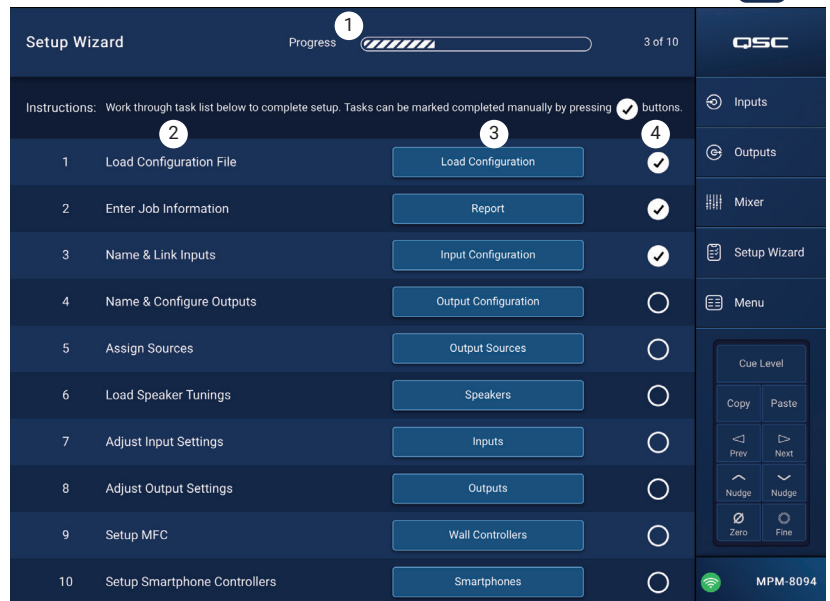 1
Setup Wizard Progress 3 of 10
QSC
Instructions: Work through task list below to complete setup. Tasks can be marked completed manually by pressing buttons.
2 3 4
1 Load Configuration File Load Configuration
2 Enter Job Information Report
3 Name & Link Inputs Input Configuration
4 Name & Configure Outputs Output Configuration
5 Assign Sources Output Sources
6 Load Speaker Tunings Speakers
7 Adjust Input Settings Inputs
8 Adjust Output Settings Outputs
9 Setup MFC Wall Controllers
10 Setup Smartphone Controllers Smartphones
Inputs
Outputs
Mixer
Setup Wizard
Menu
Cue Level
Copy Paste
Prev Next
Nudge Nudge
Zero Fine
MPM-8094